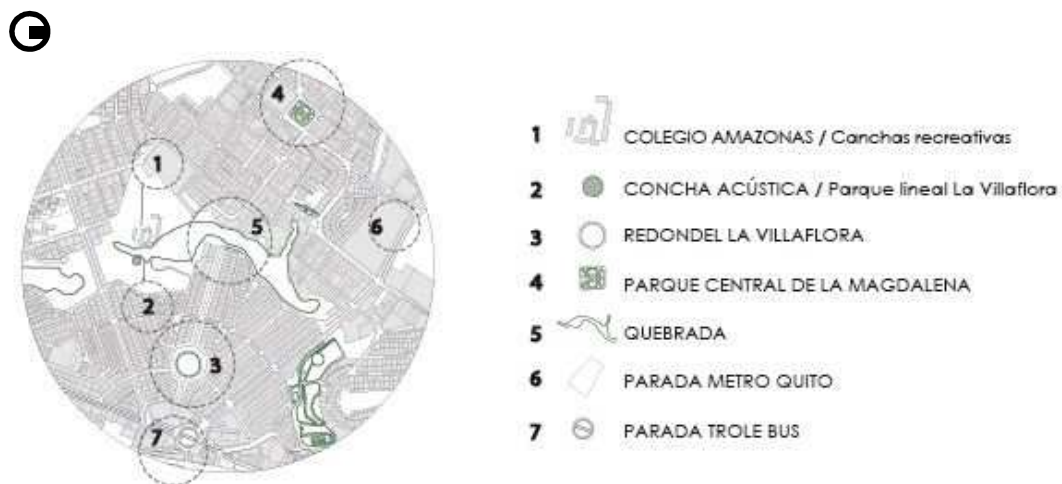 4
1
5
6
2
3
7
1 COLEGIO AMAZONAS / Canchas recreativas
2 CONCHA ACÚSTICA / Parque lineal La Villaflora
3 REDONDEL LA VILLAFLORA
4 PARQUE CENTRAL DE LA MAGDALENA
5 QUEBRADA
6 PARADA METRO QUITO
7 PARADA TROLE BUS